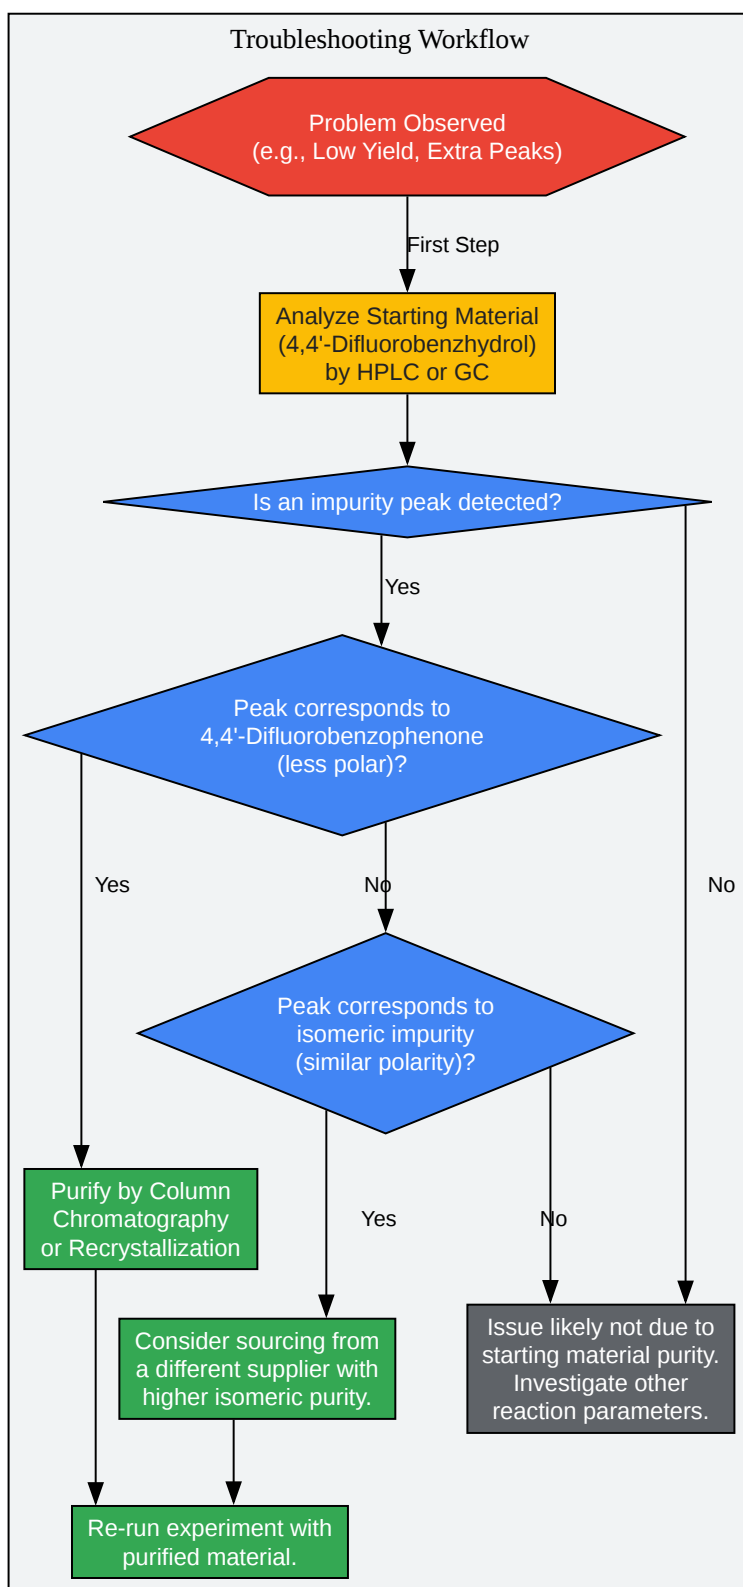 Troubleshooting Workflow
Problem Observed
(e.g., Low Yield, Extra Peaks)
First Step
Analyze Starting Material
(4,4'-Difluorobenzhydrol)
by HPLC or GC
Is an impurity peak detected?
Yes
Peak corresponds to
4,4'-Difluorobenzophenone
(less polar)?
Yes
No
No
Peak corresponds to
isomeric impurity
(similar polarity)?
Purify by Column
Chromatography
or Recrystallization
Yes
No
Consider sourcing from
a different supplier with
higher isomeric purity.
Issue likely not due to
starting material purity.
Investigate other
reaction parameters.
Re-run experiment with
purified material.